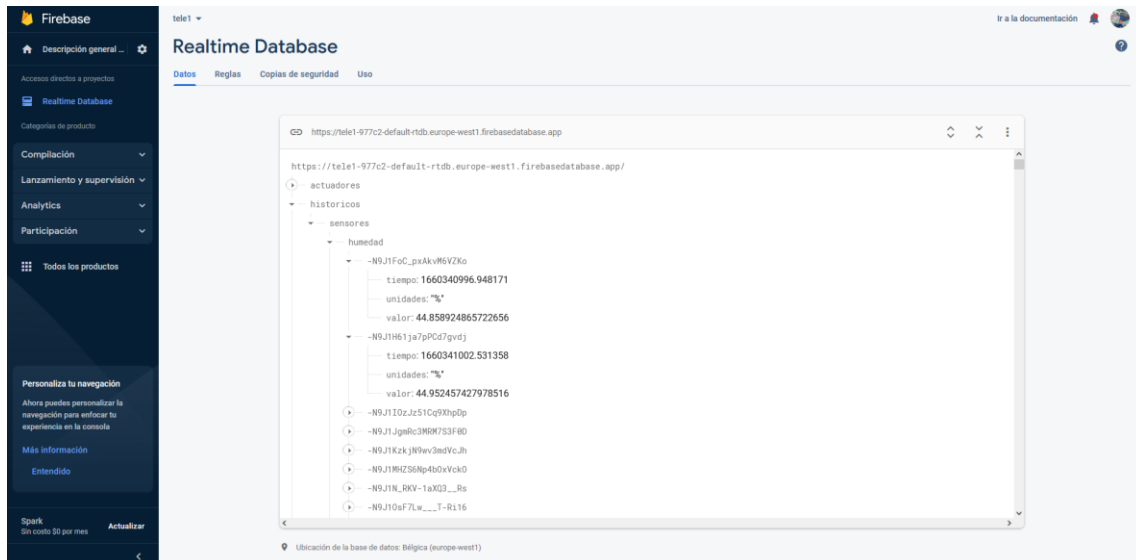 Firebase
Descripción general ...
Accesos directos a proyectos
Realtime Database
Categorías de producto
Compilación
Lanzamiento y supervisión
Analytics
Participación
Todos los productos
Personaliza tu navegación
Ahora puedes personalizar la
navegación para enfocar tu
experiencia en la consola
Más información
Entendido
Spark
Sin costo $0 por mes
Actualizar
tele1
Ir a la documentación
Realtime Database
Datos Reglas Copias de seguridad Uso
https://tele1-977c2-default-rtdb.europe-west1.firebasedatabase.app
https://tele1-977c2-default-rtdb.europe-west1.firebasedatabase.app/
actuadores
historicos
sensores
humedad
-N9J1FoC_pxAkvM6VZKo
tiempo: 1660340996.948171
unidades: "%"
valor: 44.858924865722656
-N9J1H61ja7pPCd7gvdj
tiempo: 1660341002.531358
unidades: "%"
valor: 44.952457427978516
-N9J1IOzJz51Cq9XhpDp
-N9J1JgmRc3MRM7S3F0D
-N9J1KzkjN9wv3mdVcJh
-N9J1MHZS6Np4bOxVckO
-N9J1N_RKV-1aXQ3__Rs
-N9J1OsF7Lw___T-Ri16
Ubicación de la base de datos: Bélgica (europe-west1)